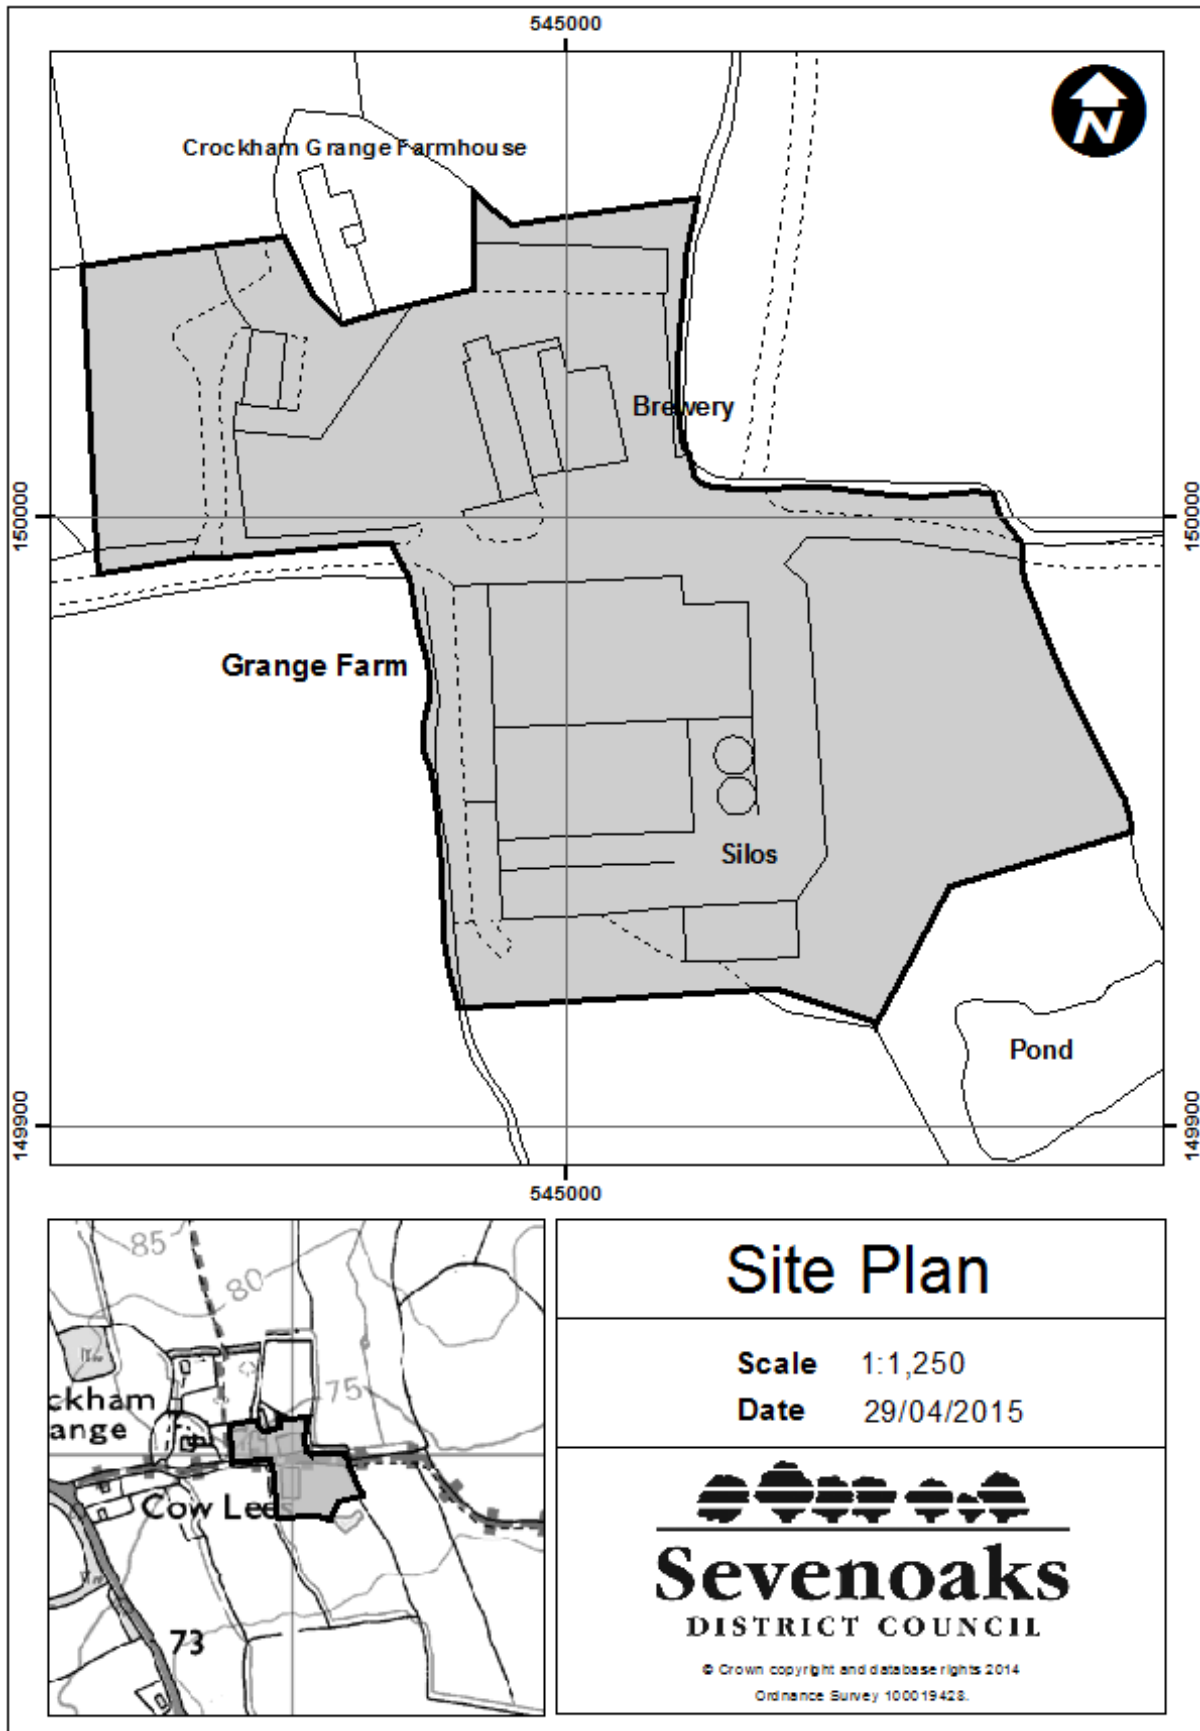 545000
N
Crockham Grange Farmhouse
Brewery
150000
150000
Grange Farm
Silos
Pond
149900
149900
545000
85
80
75
ckham
ange
Cow Lees
73
Site Plan
Scale 1:1,250
Date 29/04/2015
Sevenoaks
DISTRICT COUNCIL
© Crown copyright and database rights 2014
Ordnance Survey 100019428.